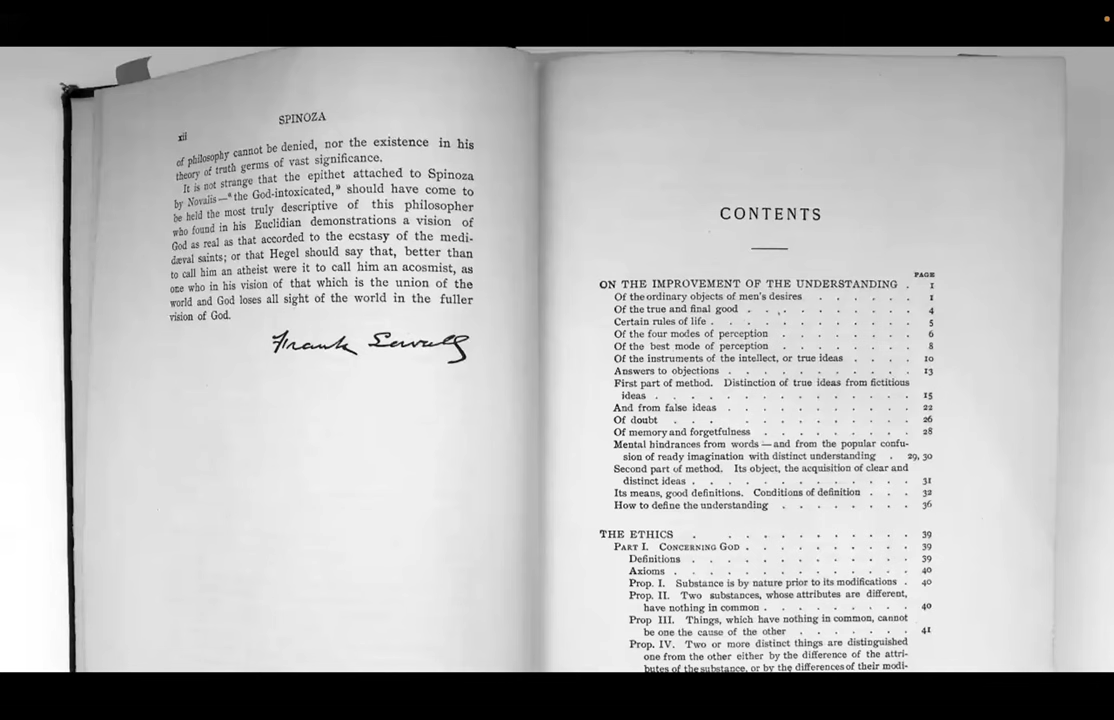 SPINOZA
xii
of philosophy cannot be denied, nor the existence in his
theory of truth germs of vast significance.
It is not strange that the epithet attached to Spinoza
by Novalis—"the God-intoxicated," should have come to
be held the most truly descriptive of this philosopher
who found in his Euclidian demonstrations a vision of
God as real as that accorded to the ecstasy of the medi-
dæval saints; or that Hegel should say that, better than
to call him an atheist were it to call him an acosmist, as
one who in his vision of that which is the union of the
world and God loses all sight of the world in the fuller
vision of God.
Frank Sewall
CONTENTS
PAGE
ON THE IMPROVEMENT OF THE UNDERSTANDING . 1
Of the ordinary objects of men's desires . . . . . . 1
Of the true and final good . . . . . . . . . . . 4
Certain rules of life . . . . . . . . . . . . . 5
Of the four modes of perception . . . . . . . . . 6
Of the best mode of perception . . . . . . . . . 8
Of the instruments of the intellect, or true ideas . . . . 10
Answers to objections . . . . . . . . . . . . 13
First part of method. Distinction of true ideas from fictitious
ideas . . . . . . . . . . . . . . . . 15
And from false ideas . . . . . . . . . . . . 22
Of doubt . . . . . . . . . . . . . . . 26
Of memory and forgetfulness . . . . . . . . . . 28
Mental hindrances from words — and from the popular confu-
sion of ready imagination with distinct understanding . 29, 30
Second part of method. Its object, the acquisition of clear and
distinct ideas . . . . . . . . . . . . . . 31
Its means, good definitions. Conditions of definition . . . 32
How to define the understanding . . . . . . . . 36
THE ETHICS . . . . . . . . . . . . . . 39
PART I. CONCERNING GOD . . . . . . . . . . . 39
Definitions . . . . . . . . . . . . . . 39
Axioms . . . . . . . . . . . . . . . 40
Prop. I. Substance is by nature prior to its modifications . 40
Prop. II. Two substances, whose attributes are different,
have nothing in common . . . . . . . . . . 40
Prop III. Things, which have nothing in common, cannot
be one the cause of the other . . . . . . . 41
Prop. IV. Two or more distinct things are distinguished
one from the other either by the difference of the attri-
butes of the substance, or by the differences of their modi-